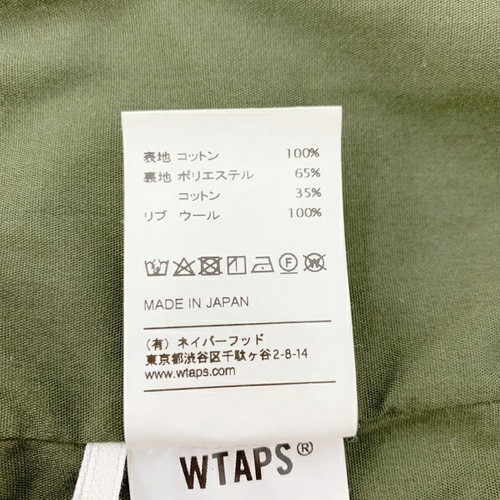 表地 コットン 100%
裏地 ポリエステル 65%
コットン 35%
リブ ウール 100%
MADE IN JAPAN
(有) ネイバーフッド
東京都渋谷区千駄ヶ谷2-8-14
www.wtaps.com
WTAPS®